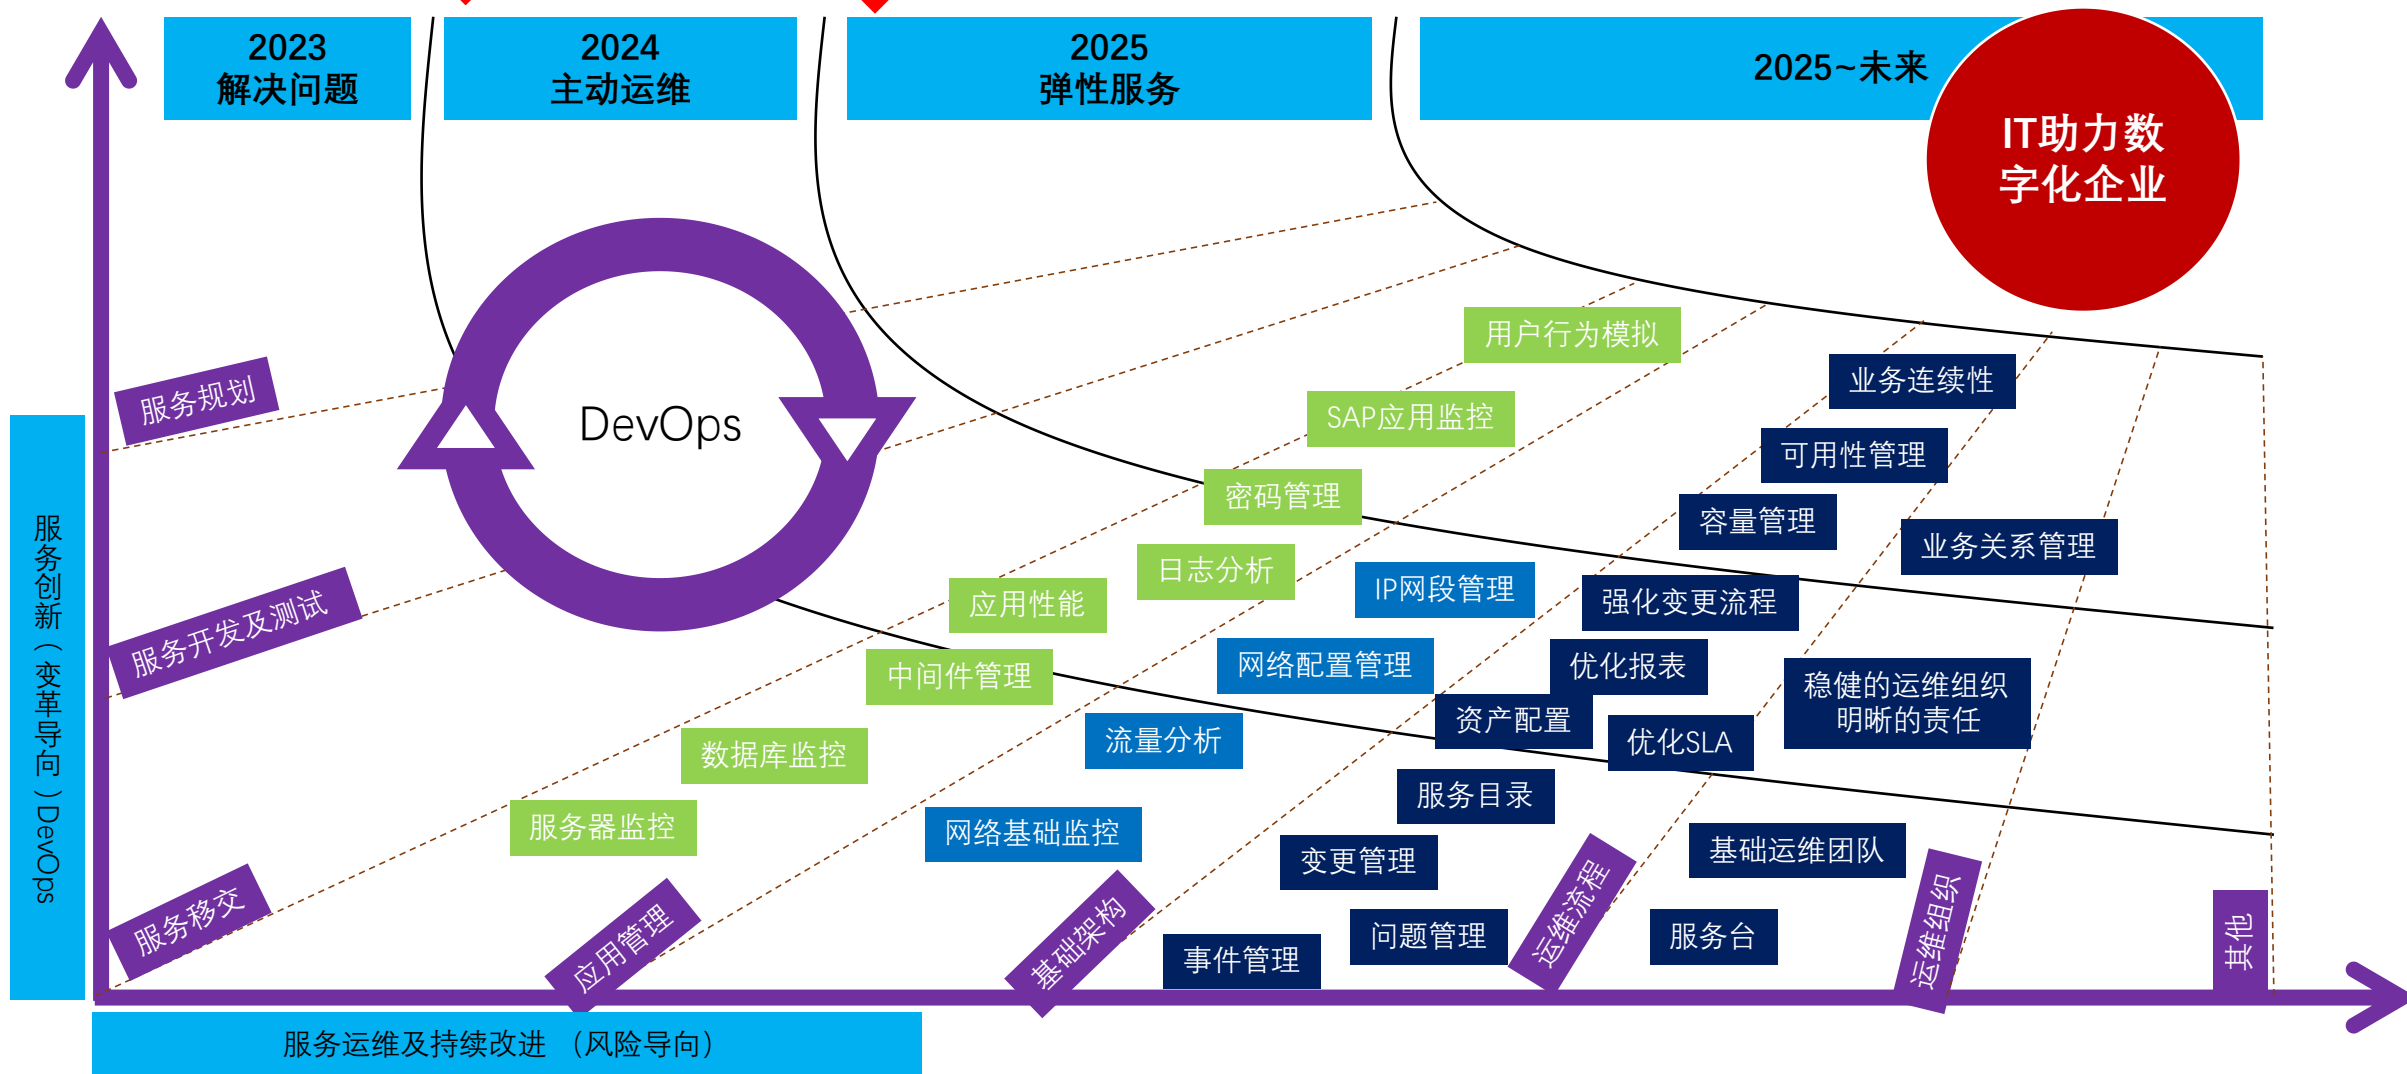 2023
解决问题
2024
主动运维
2025
弹性服务
2025~未来
IT助力数
字化企业
DevOps
服务创新（变革导向）DevOps
服务规划
服务开发及测试
服务移交
用户行为模拟
SAP应用监控
密码管理
日志分析
应用性能
中间件管理
数据库监控
服务器监控
IP网段管理
网络配置管理
流量分析
网络基础监控
业务连续性
可用性管理
容量管理
业务关系管理
强化变更流程
优化报表
稳健的运维组织
明晰的责任
资产配置
优化SLA
服务目录
变更管理
基础运维团队
问题管理
服务台
事件管理
应用管理
基础架构
运维流程
运维组织
其他
服务运维及持续改进 （风险导向）